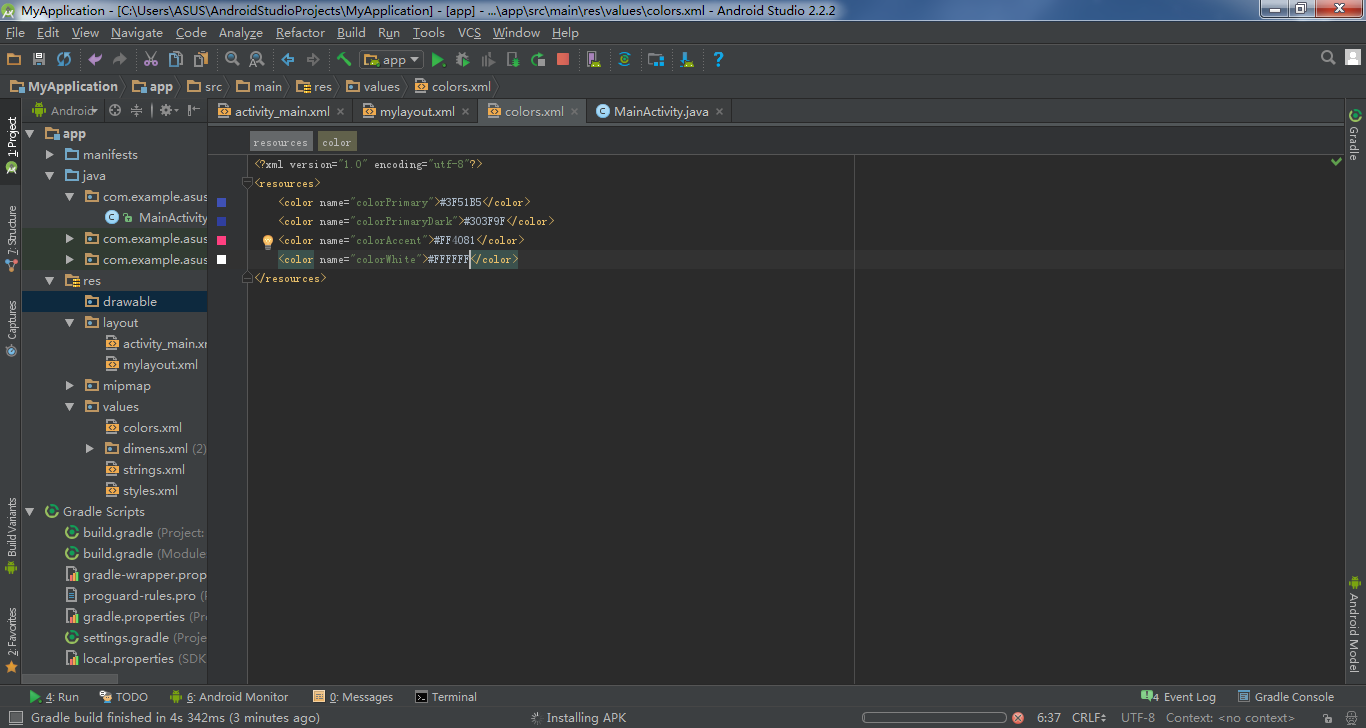 MyApplication - [C:\Users\ASUS\AndroidStudioProjects\MyApplication] - [app] - ...\app\src\main\res\values\colors.xml - Android Studio 2.2.2
File Edit View Navigate Code Analyze Refactor Build Run Tools VCS Window Help
app
MyApplication app src main res values colors.xml
Android activity_main.xml mylayout.xml colors.xml MainActivity.java
1: Project
7: Structure
Captures
Build Variants
2: Favorites
app
manifests
java
com.example.asus
MainActivity
com.example.asus
com.example.asus
res
drawable
layout
activity_main.xr
mylayout.xml
mipmap
values
colors.xml
dimens.xml (2)
strings.xml
styles.xml
Gradle Scripts
build.gradle (Project:
build.gradle (Module
gradle-wrapper.prop
proguard-rules.pro (P
gradle.properties (Pro
settings.gradle (Proje
local.properties (SDK
resources color
<?xml version="1.0" encoding="utf-8"?>
<resources>
<color name="colorPrimary">#3F51B5</color>
<color name="colorPrimaryDark">#303F9F</color>
<color name="colorAccent">#FF4081</color>
<color name="colorWhite">#FFFFFF</color>
</resources>
Gradle
Android Model
4: Run TODO 6: Android Monitor 0: Messages Terminal 4 Event Log Gradle Console
Gradle build finished in 4s 342ms (3 minutes ago) Installing APK 6:37 CRLF UTF-8 Context: <no context>